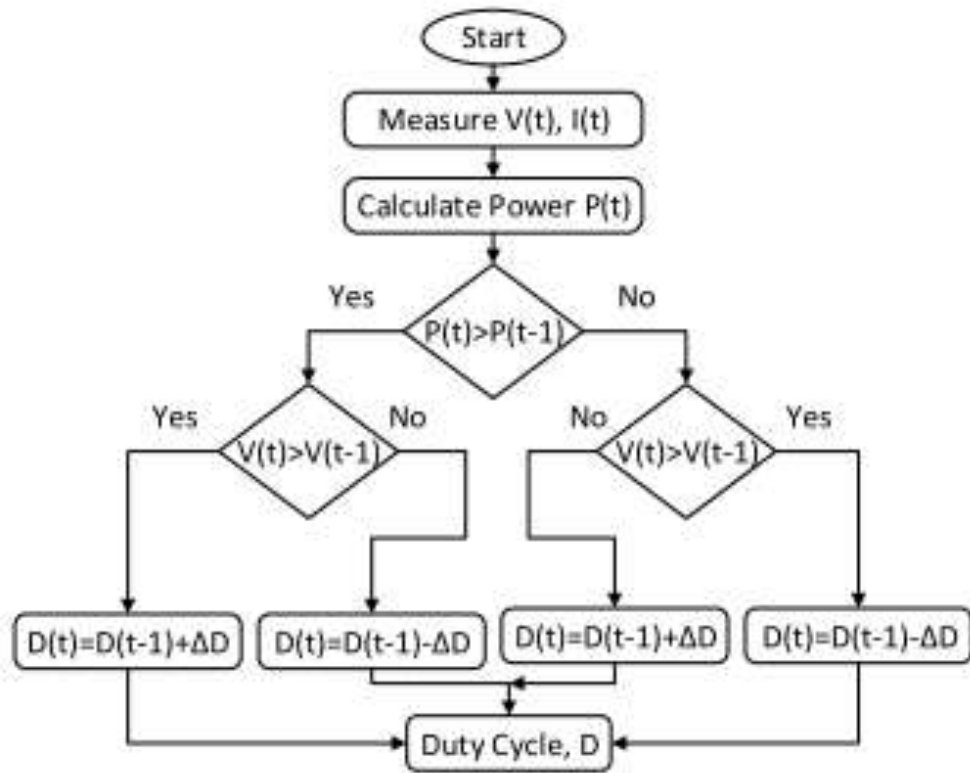 Start
Measure V(t), I(t)
Calculate Power P(t)
Yes
No
P(t)>P(t-1)
Yes
No
No
Yes
V(t)>V(t-1)
V(t)>V(t-1)
D(t)=D(t-1)+ΔD
D(t)=D(t-1)-ΔD
D(t)=D(t-1)+ΔD
D(t)=D(t-1)-ΔD
Duty Cycle, D